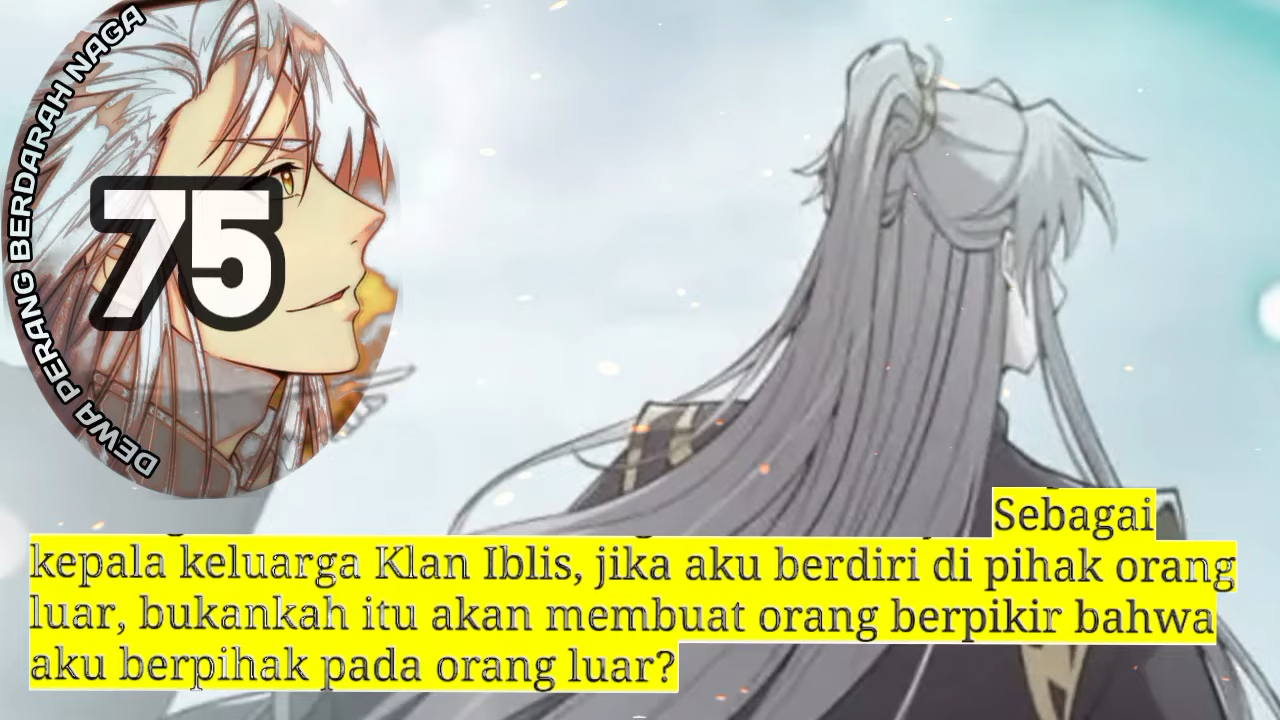 DEWA PERANG BERDARAH NAGA
75
Sebagai
kepala keluarga Klan Iblis, jika aku berdiri di pihak orang
luar, bukankah itu akan membuat orang berpikir bahwa
aku berpihak pada orang luar?